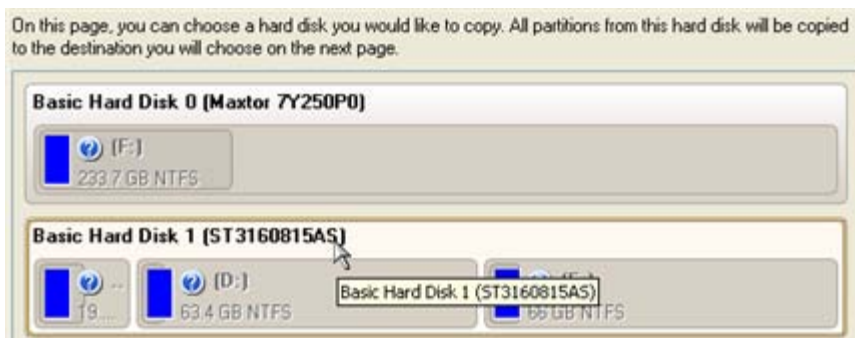 On this page, you can choose a hard disk you would like to copy. All partitions from this hard disk will be copied
to the destination you will choose on the next page.
Basic Hard Disk 0 (Maxtor 7Y250P0)
(F:)
233.7 GB NTFS
Basic Hard Disk 1 (ST3160815AS)
..
19....
(D:)
63.4 GB NTFS
66 GB NTFS
Basic Hard Disk 1 (ST3160815AS)